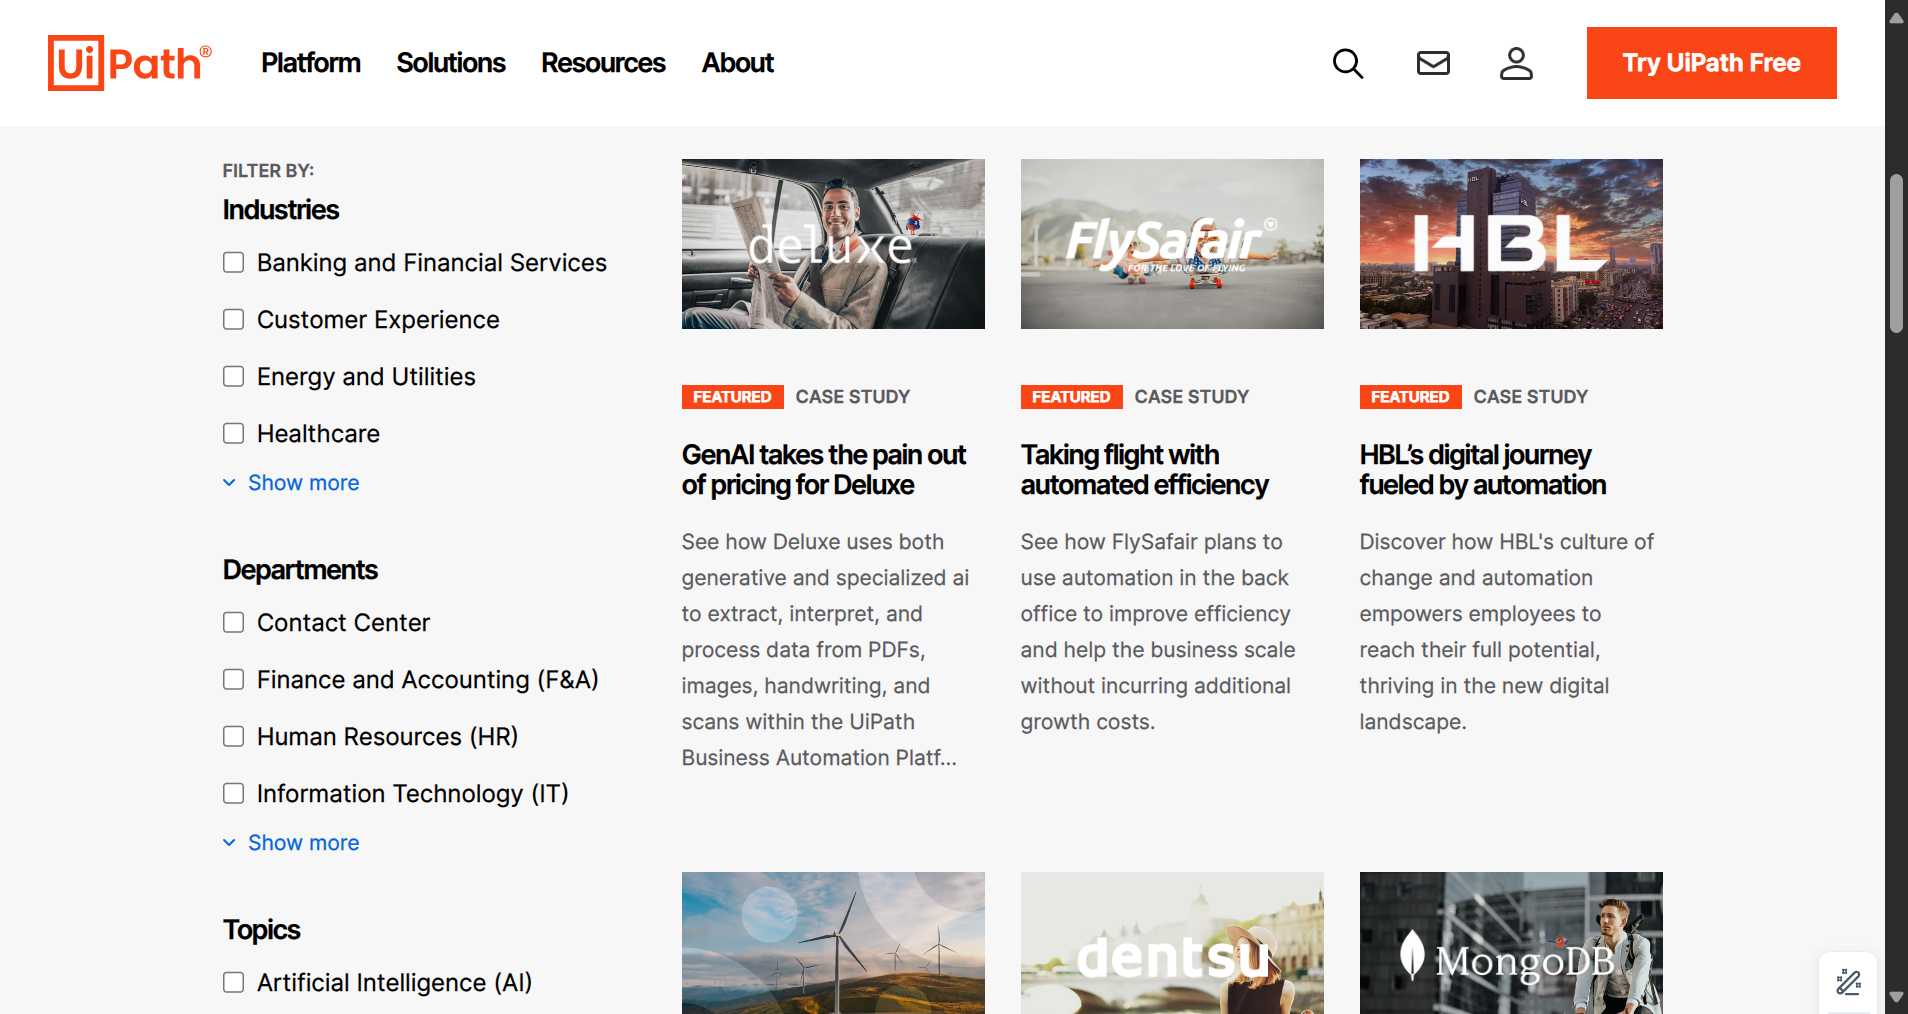 UiPath®
Platform
Solutions
Resources
About
Try UiPath Free
FILTER BY:
Industries
Banking and Financial Services
Customer Experience
Energy and Utilities
Healthcare
Show more
Departments
Contact Center
Finance and Accounting (F&A)
Human Resources (HR)
Information Technology (IT)
Show more
Topics
Artificial Intelligence (AI)
deluxe
FEATURED CASE STUDY
GenAI takes the pain out
of pricing for Deluxe
See how Deluxe uses both
generative and specialized ai
to extract, interpret, and
process data from PDFs,
images, handwriting, and
scans within the UiPath
Business Automation Platf...
FlySafair
FOR THE LOVE OF FLYING
FEATURED CASE STUDY
Taking flight with
automated efficiency
See how FlySafair plans to
use automation in the back
office to improve efficiency
and help the business scale
without incurring additional
growth costs.
HBL
HBL
FEATURED CASE STUDY
HBL’s digital journey
fueled by automation
Discover how HBL's culture of
change and automation
empowers employees to
reach their full potential,
thriving in the new digital
landscape.
dentsu
MongoDB